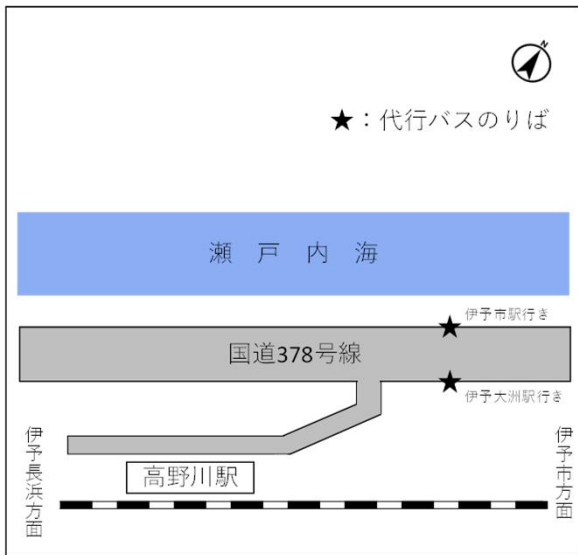 N
★：代行バスのりば
瀬戸内海
伊予市駅行き
国道378号線
伊予大洲駅行き
伊予長浜方面
高野川駅
伊予市方面